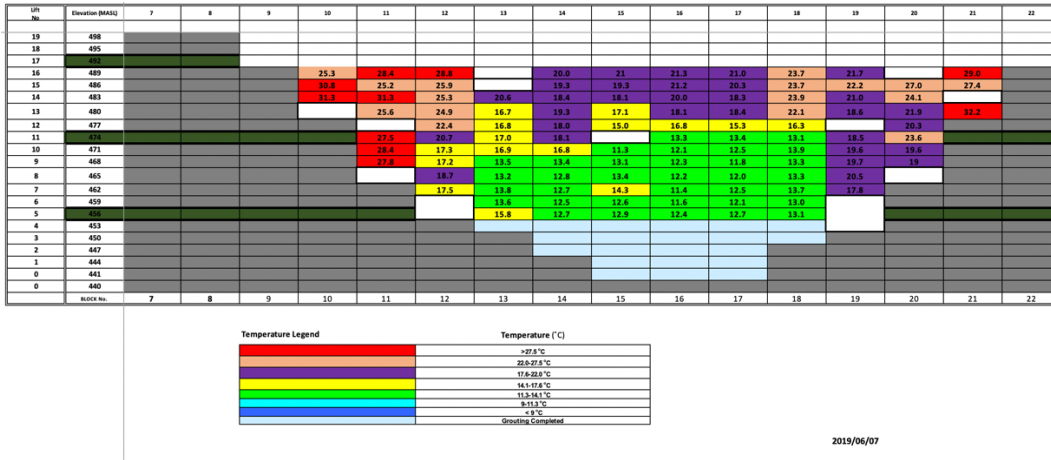 Lift No Elevation (MASL) 7 8 9 10 11 12 13 14 15 16 17 18 19 20 21 22
19 498
18 495
17 492
16 489 25.3 28.4 28.8 20.0 21 21.3 21.0 23.7 21.7 29.0
15 486 30.3 25.2 25.9 19.3 19.3 21.2 20.3 23.7 22.2 27.0 27.4
14 483 31.3 31.3 25.3 20.6 18.4 18.1 20.0 18.3 23.9 21.0 24.1
13 480 25.6 24.9 16.7 19.3 17.1 18.1 18.4 22.1 18.6 21.9 32.2
12 477 22.4 16.8 18.0 15.0 16.8 15.3 16.3 20.3
11 474 27.5 20.7 17.0 18.1 13.3 13.4 14.1 18.5 23.6
10 471 28.4 17.3 16.9 16.8 11.3 12.1 12.5 13.9 19.6 19.6
9 468 27.8 17.2 13.5 13.4 13.1 12.3 11.8 13.3 19.7 19
8 465 18.7 13.2 12.8 13.4 12.2 12.0 13.3 20.5
7 462 17.5 13.8 12.7 14.3 11.4 12.5 13.7 17.8
6 459 13.6 12.5 12.6 11.6 12.1 13.0
5 456 15.8 12.7 12.9 12.4 12.7 13.1
4 453
3 450
2 447
1 444
0 441
0 440
BLOCK No. 7 8 9 10 11 12 13 14 15 16 17 18 19 20 21 22
Temperature Legend Temperature (˚C)
>27.5 ˚C
22.0-27.5 ˚C
17.6-22.0 ˚C
14.1-17.6 ˚C
11.3-14.1 ˚C
9-11.3 ˚C
< 9 ˚C
Grouting Completed
2019/06/07